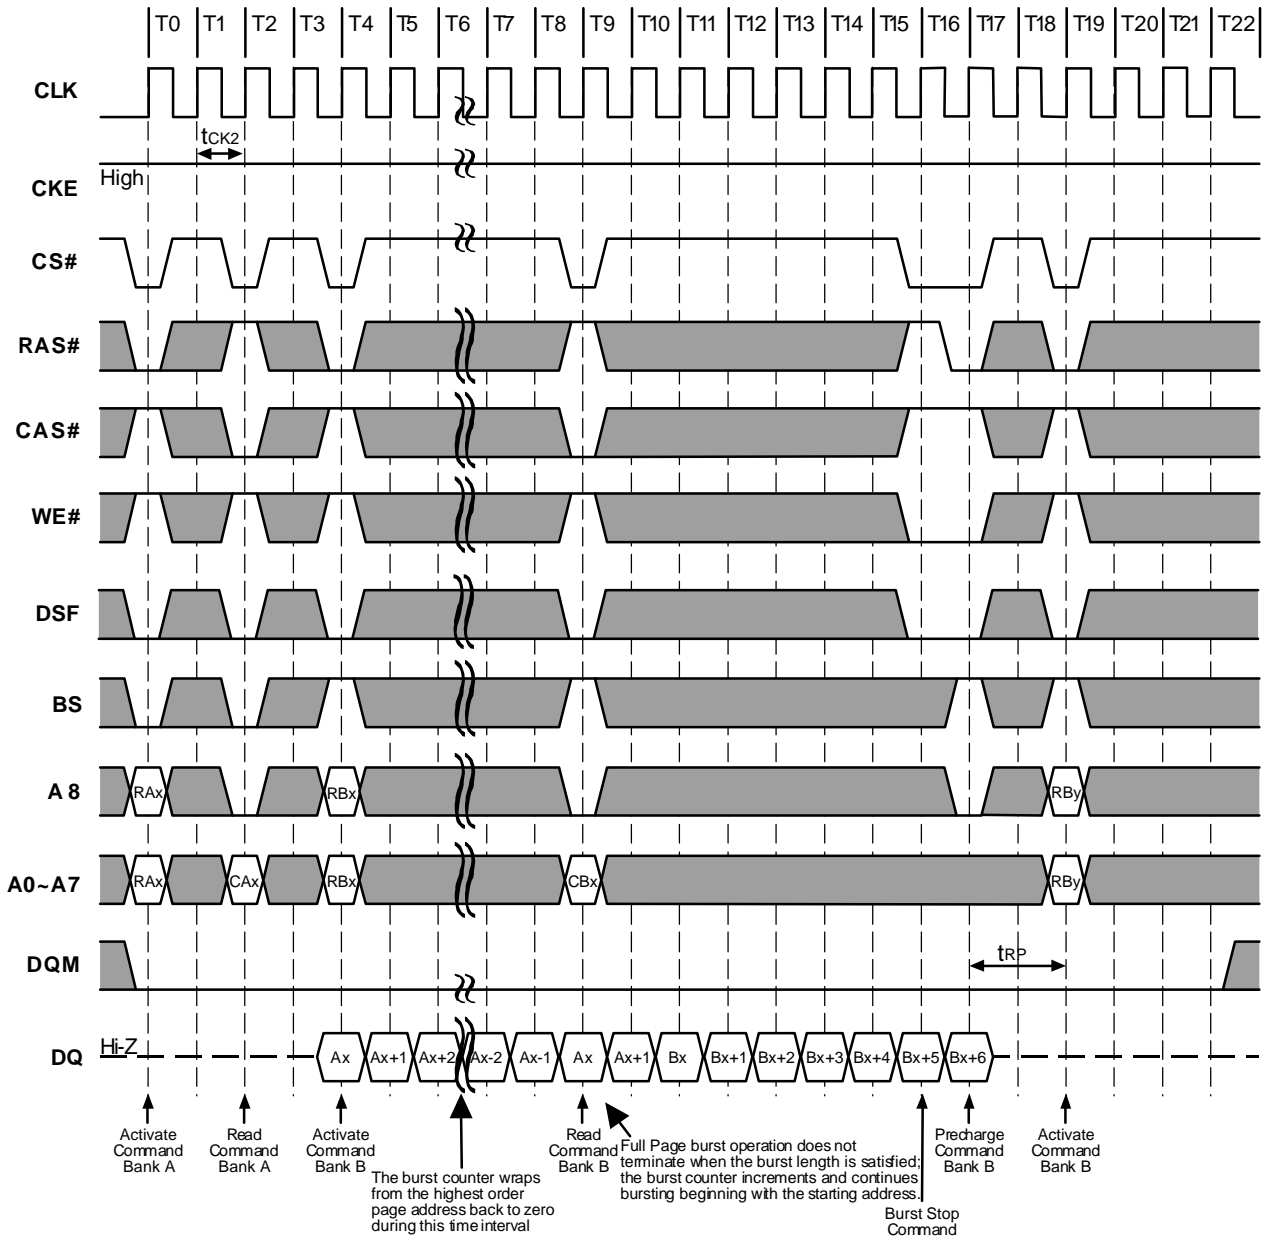 T0 T1 T2 T3 T4 T5 T6 T7 T8 T9 T10 T11 T12 T13 T14 T15 T16 T17 T18 T19 T20 T21 T22
CLK
tCK2
High
CKE
CS#
RAS#
CAS#
WE#
DSF
BS
A8 RAx RBx RBy
A0~A7 RAx CAx RBx CBx RBy
DQM tRP
Hi-Z
DQ Ax Ax+1 Ax+2 Ax-2 Ax-1 Ax Ax+1 Bx Bx+1 Bx+2 Bx+3 Bx+4 Bx+5 Bx+6
Activate
Command
Bank A
Read
Command
Bank A
Activate
Command
Bank B
The burst counter wraps
from the highest order
page address back to zero
during this time interval
Read
Command
Bank B
Full Page burst operation does not
terminate when the burst length is satisfied;
the burst counter increments and continues
bursting beginning with the starting address.
Burst Stop
Command
Precharge
Command
Bank B
Activate
Command
Bank B